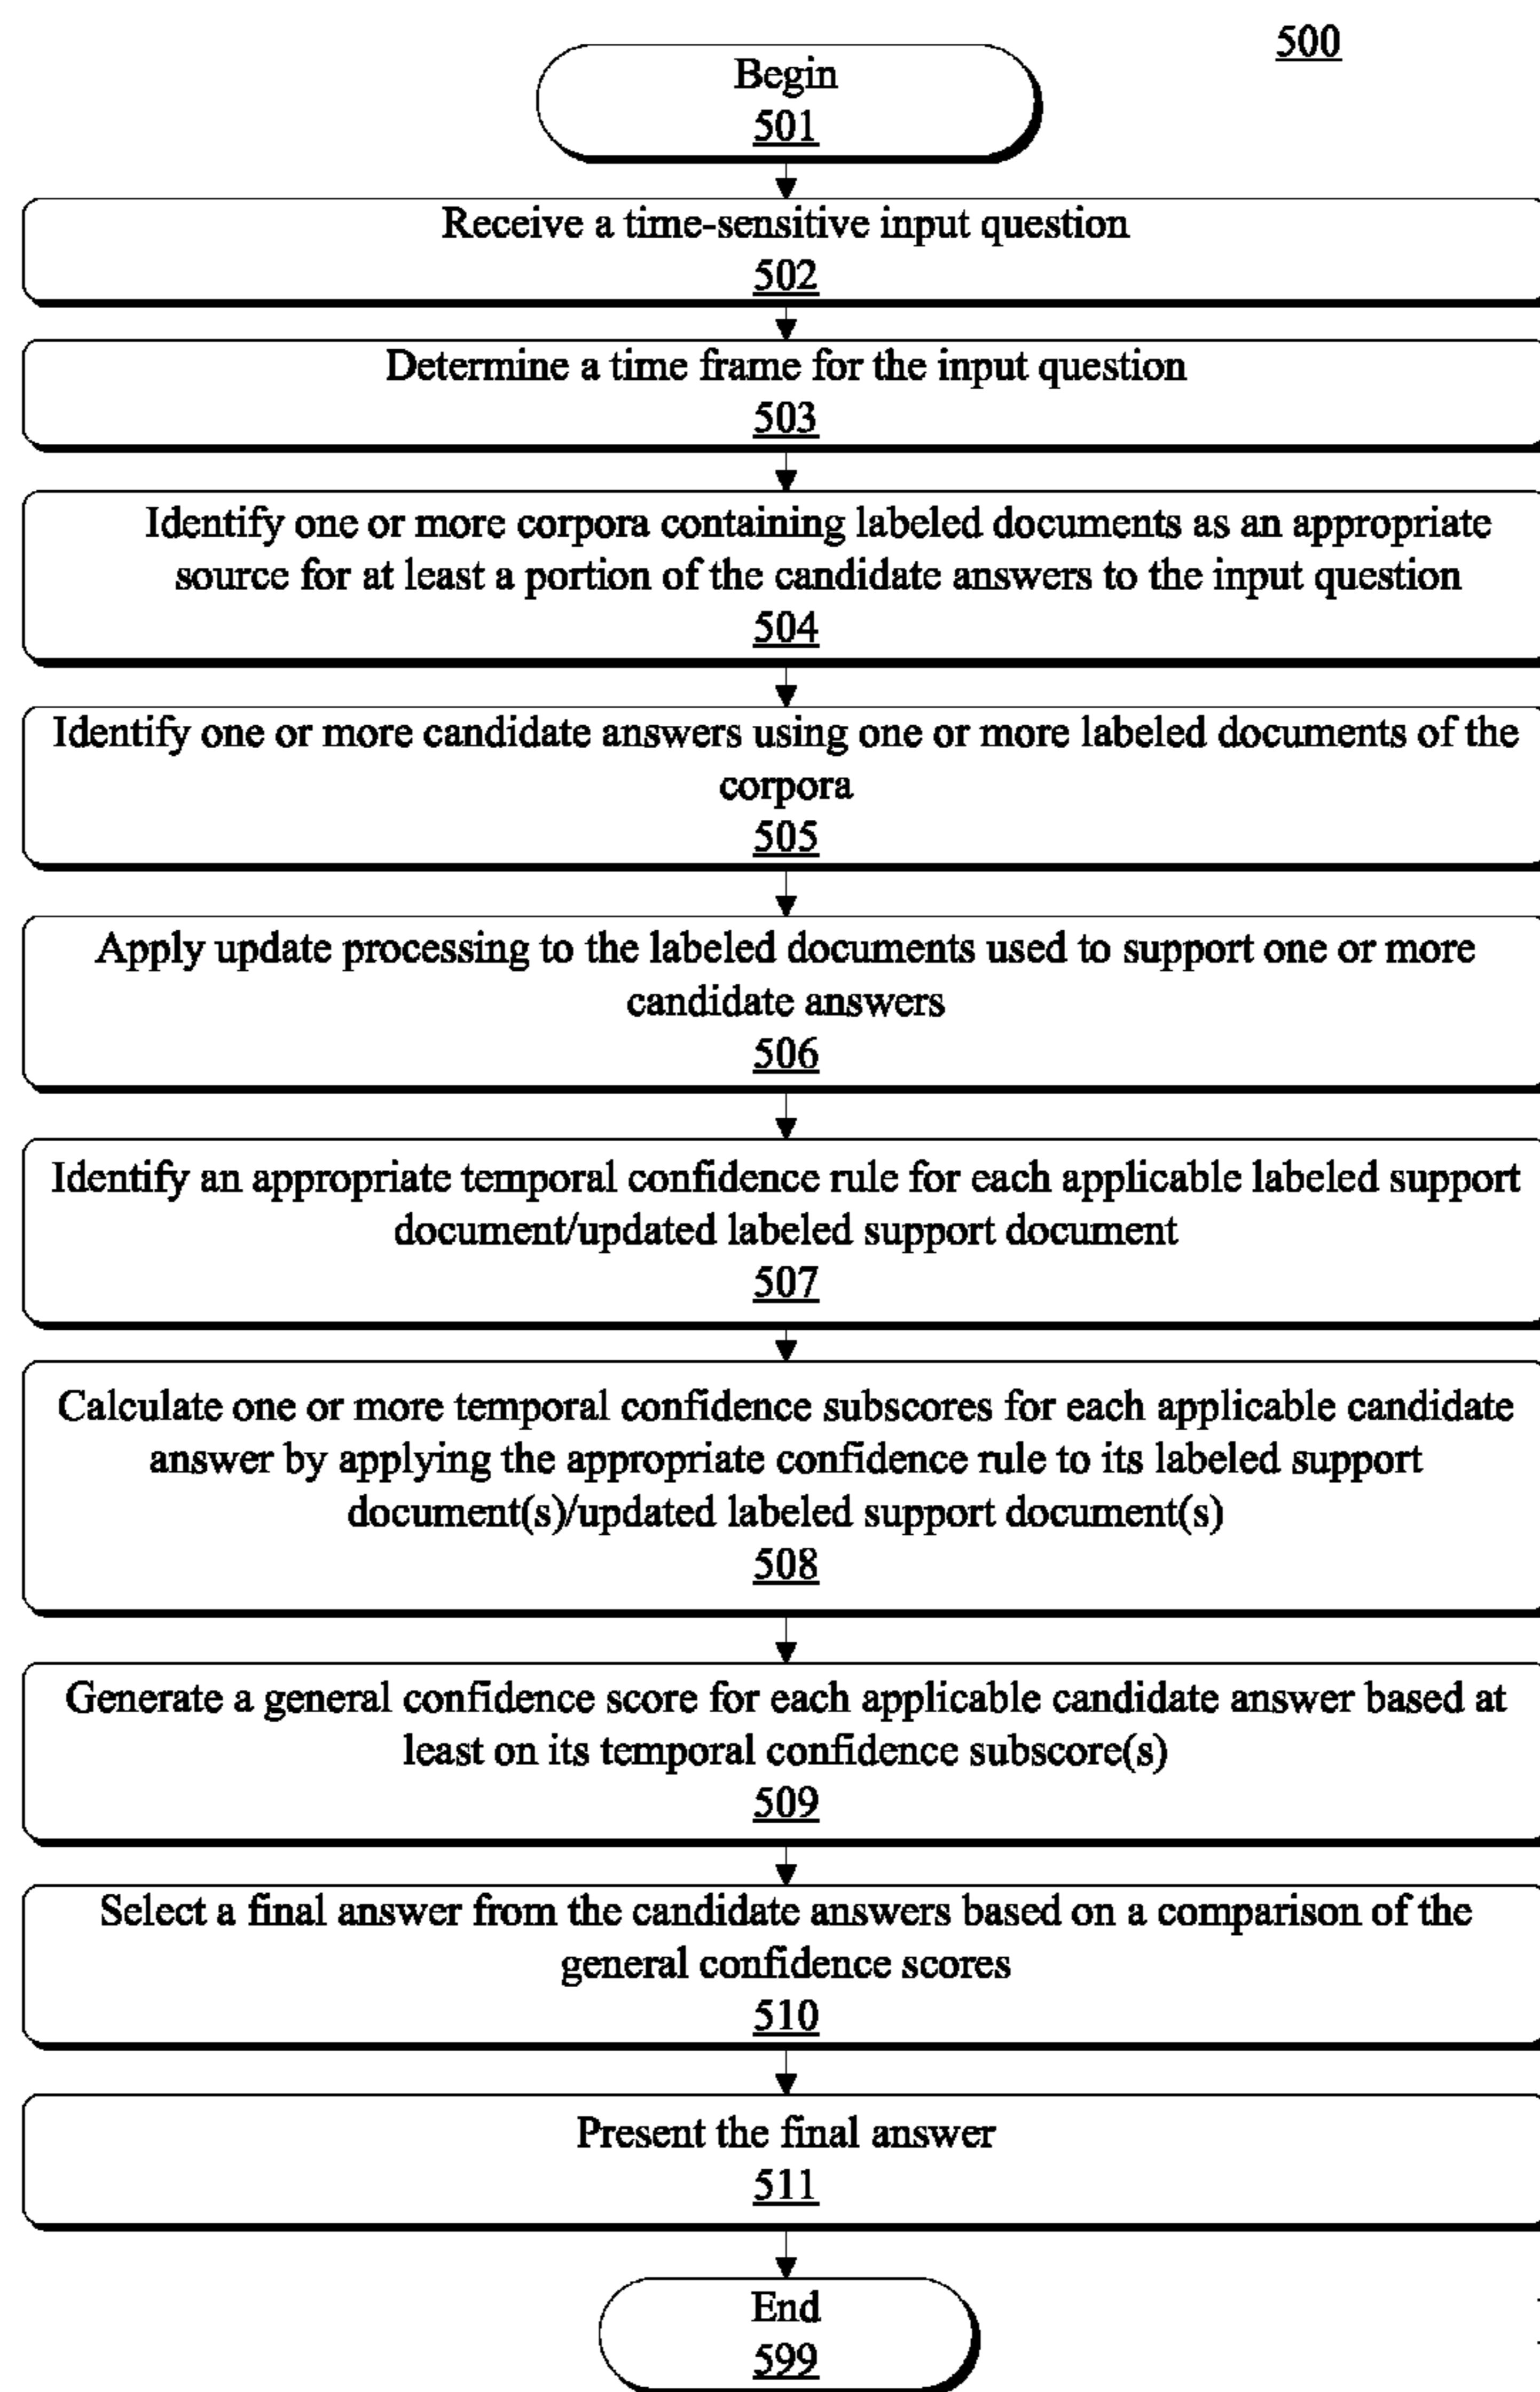 500
Begin
501
Receive a time-sensitive input question
502
Determine a time frame for the input question
503
Identify one or more corpora containing labeled documents as an appropriate
source for at least a portion of the candidate answers to the input question
504
Identify one or more candidate answers using one or more labeled documents of the
corpora
505
Apply update processing to the labeled documents used to support one or more
candidate answers
506
Identify an appropriate temporal confidence rule for each applicable labeled support
document/updated labeled support document
507
Calculate one or more temporal confidence subscores for each applicable candidate
answer by applying the appropriate confidence rule to its labeled support
document(s)/updated labeled support document(s)
508
Generate a general confidence score for each applicable candidate answer based at
least on its temporal confidence subscore(s)
509
Select a final answer from the candidate answers based on a comparison of the
general confidence scores
510
Present the final answer
511
End
599